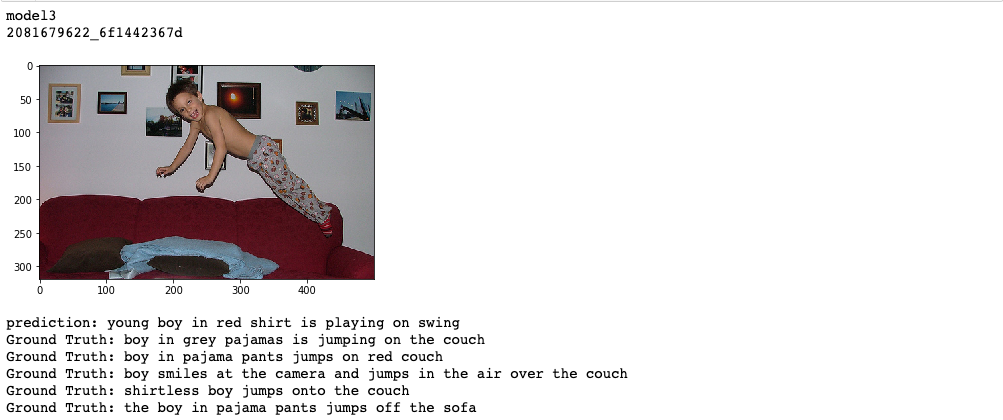 model3
2081679622_6f1442367d
0
50
100
150
200
250
300
0 100 200 300 400
prediction: young boy in red shirt is playing on swing
Ground Truth: boy in grey pajamas is jumping on the couch
Ground Truth: boy in pajama pants jumps on red couch
Ground Truth: boy smiles at the camera and jumps in the air over the couch
Ground Truth: shirtless boy jumps onto the couch
Ground Truth: the boy in pajama pants jumps off the sofa